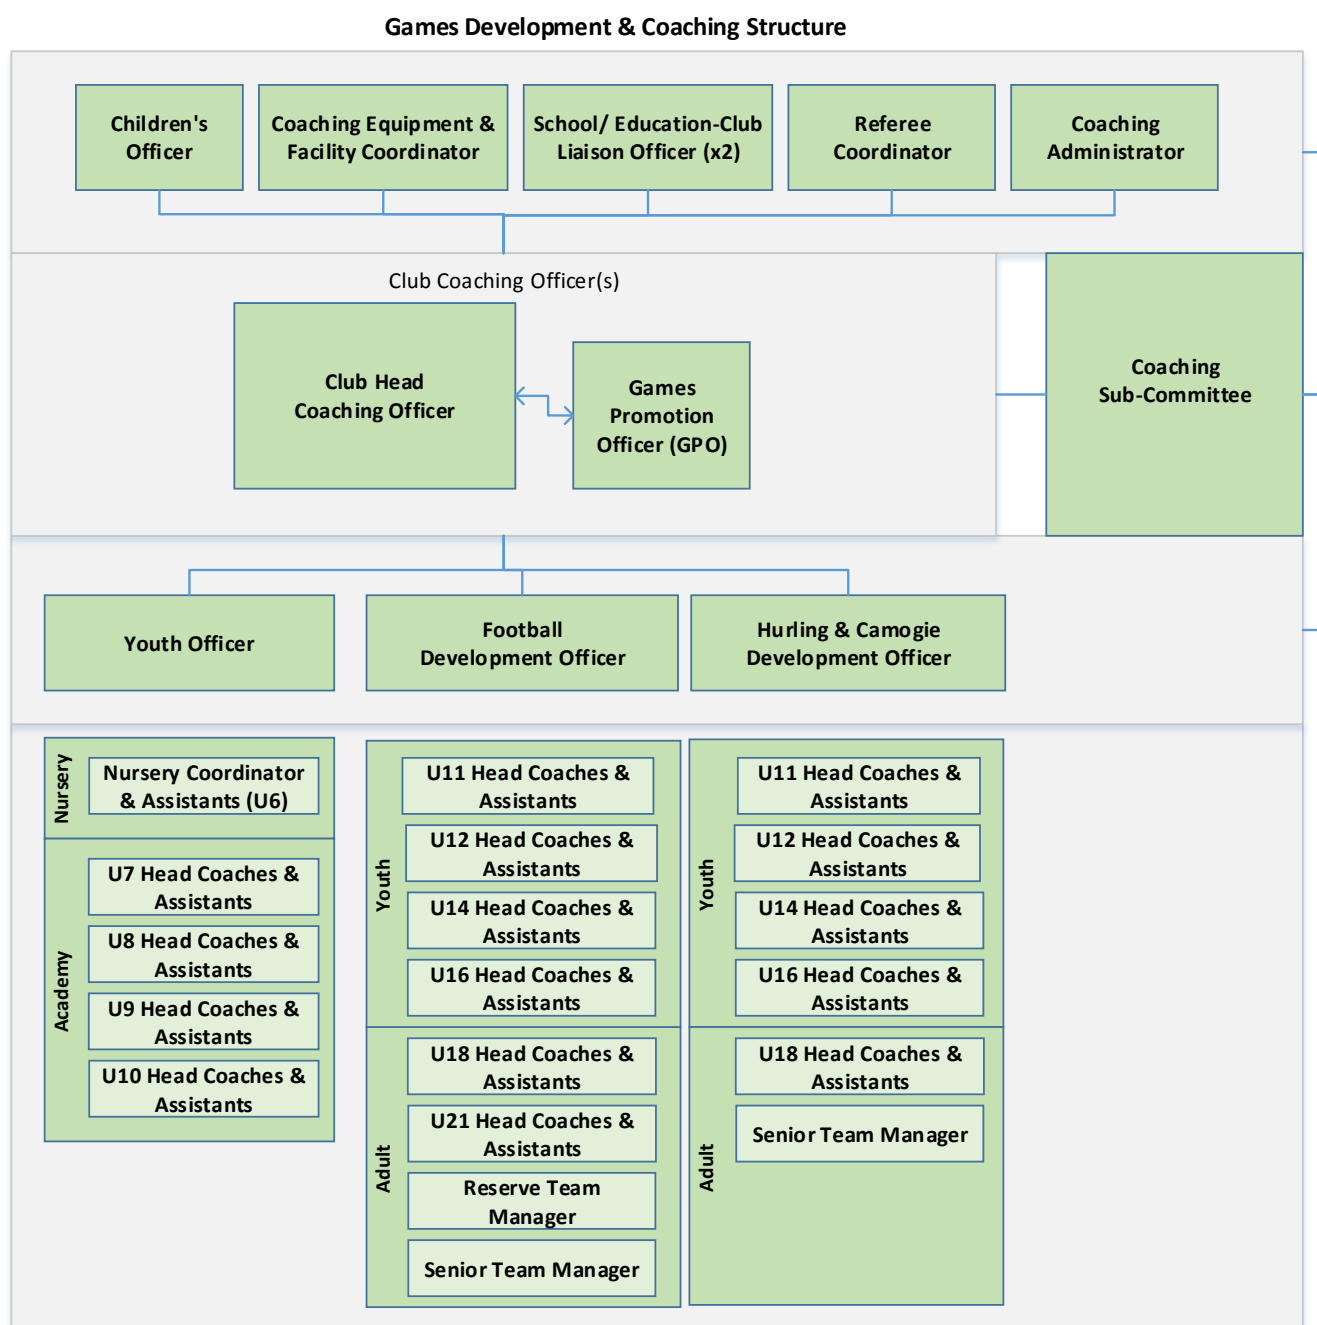 Games Development & Coaching Structure
Children's
Officer
Coaching Equipment &
Facility Coordinator
School/ Education-Club
Liaison Officer (x2)
Referee
Coordinator
Coaching
Administrator
Club Coaching Officer(s)
Club Head
Coaching Officer
Games
Promotion
Officer (GPO)
Coaching
Sub-Committee
Youth Officer
Football
Development Officer
Hurling & Camogie
Development Officer
Nursery
Nursery Coordinator
& Assistants (U6)
Academy
U7 Head Coaches &
Assistants
U8 Head Coaches &
Assistants
U9 Head Coaches &
Assistants
U10 Head Coaches &
Assistants
Youth
U11 Head Coaches &
Assistants
U12 Head Coaches &
Assistants
U14 Head Coaches &
Assistants
U16 Head Coaches &
Assistants
Adult
U18 Head Coaches &
Assistants
U21 Head Coaches &
Assistants
Reserve Team
Manager
Senior Team Manager
Youth
U11 Head Coaches &
Assistants
U12 Head Coaches &
Assistants
U14 Head Coaches &
Assistants
U16 Head Coaches &
Assistants
Adult
U18 Head Coaches &
Assistants
Senior Team Manager